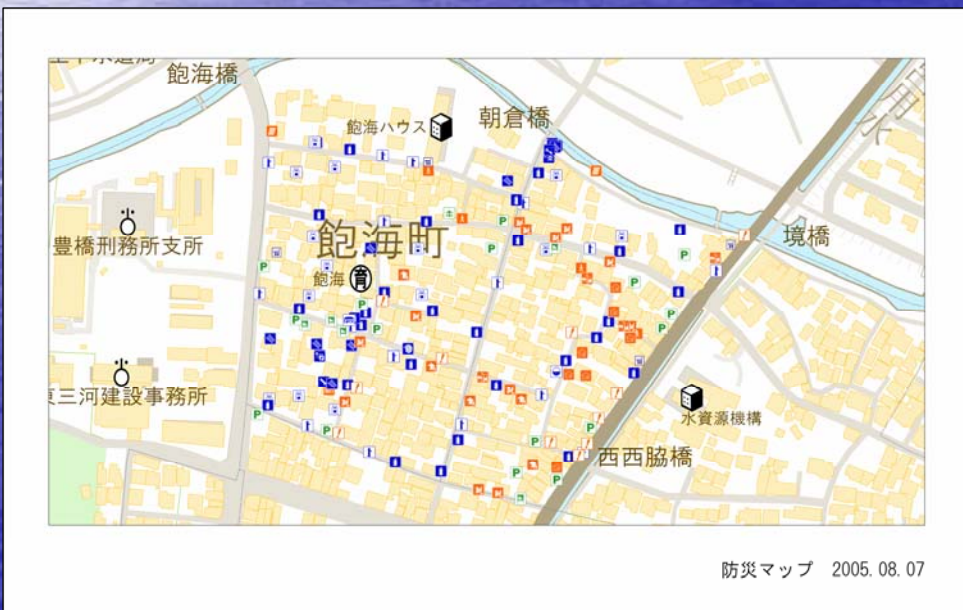 飽海橋
朝倉橋
飽海ハウス
豊橋刑務所支所
飽海町
境橋
飽海
三河建設事務所
水資源機構
西西脇橋
防災マップ 2005.08.07